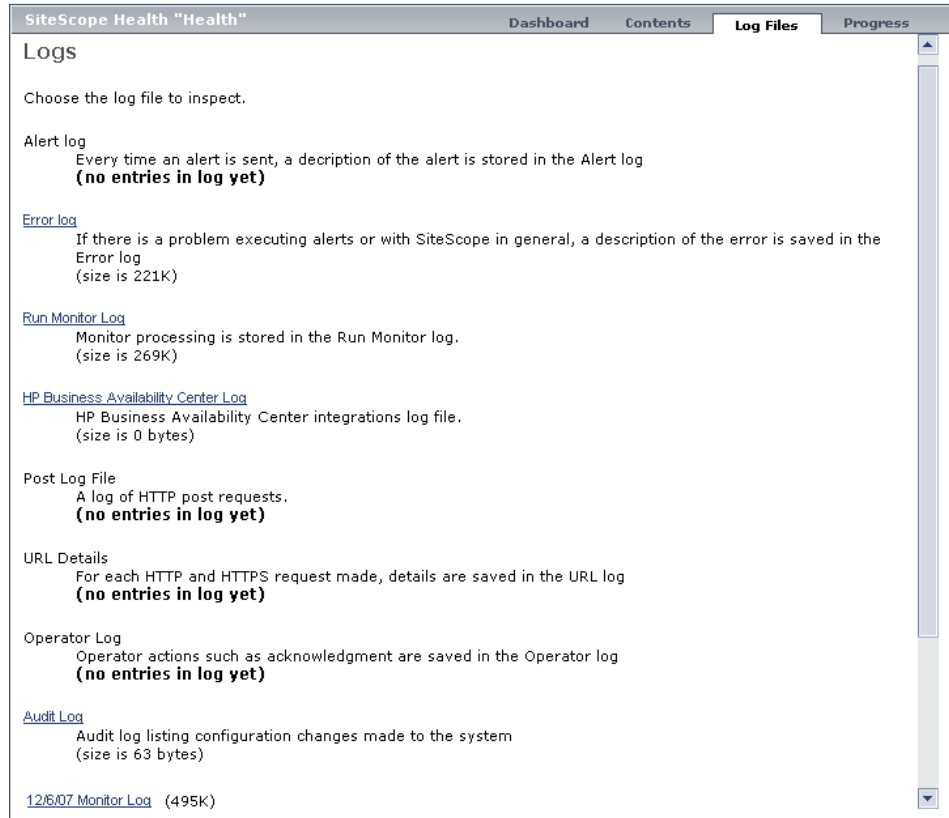 SiteScope Health "Health"
Dashboard
Contents
Log Files
Progress
Logs
Choose the log file to inspect.
Alert log
Every time an alert is sent, a decription of the alert is stored in the Alert log
(no entries in log yet)
Error log
If there is a problem executing alerts or with SiteScope in general, a description of the error is saved in the
Error log
(size is 221K)
Run Monitor Log
Monitor processing is stored in the Run Monitor log.
(size is 269K)
HP Business Availability Center Log
HP Business Availability Center integrations log file.
(size is 0 bytes)
Post Log File
A log of HTTP post requests.
(no entries in log yet)
URL Details
For each HTTP and HTTPS request made, details are saved in the URL log
(no entries in log yet)
Operator Log
Operator actions such as acknowledgment are saved in the Operator log
(no entries in log yet)
Audit Log
Audit log listing configuration changes made to the system
(size is 63 bytes)
12/6/07 Monitor Log (495K)